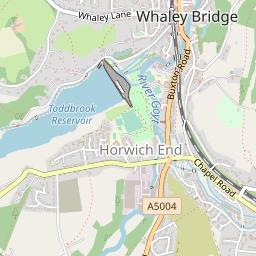 Whaley Lane
Whaley Bridge
Buxton Road
River Goyt
Toddbrook
Reservoir
Horwich End
Chapel Road
A5004